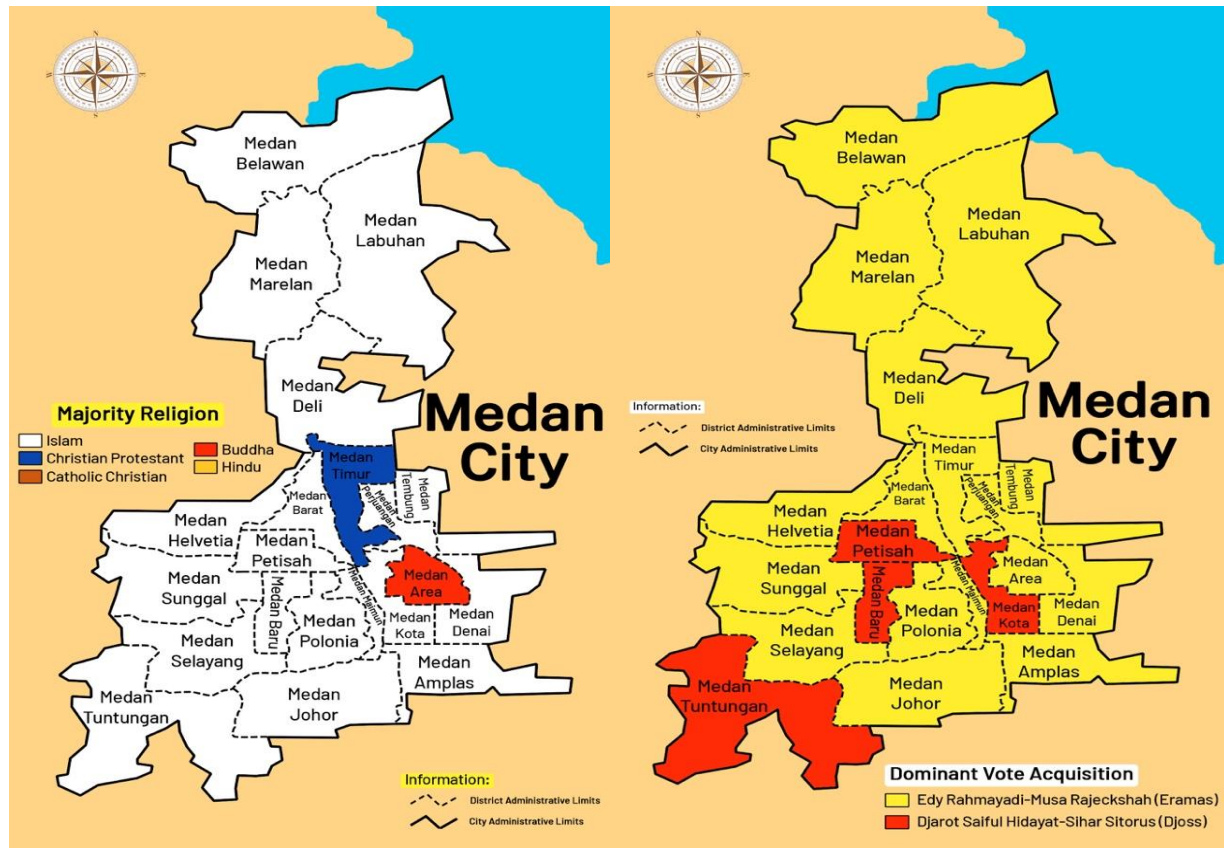 N
E
S
W
Medan
Belawan
Medan
Labuhan
Medan
Marelan
Medan
Deli
Medan
City
Majority Religion
Islam
Christian Protestant
Catholic Christian
Buddha
Hindu
Medan
Timur
Medan
Barat
Medan
Perjuangan
Medan
Tembung
Medan
Helvetia
Medan
Petisah
Medan
Sunggal
Medan Baru
Medan Maimun
Medan
Area
Medan
Polonia
Medan
Kota
Medan
Denai
Medan
Selayang
Medan
Amplas
Medan
Tuntungan
Medan
Johor
Information:
District Administrative Limits
City Administrative Limits
N
E
S
W
Medan
Belawan
Medan
Labuhan
Medan
Marelan
Medan
Deli
Medan
City
Information:
District Administrative Limits
City Administrative Limits
Medan
Timur
Medan
Barat
Medan
Perjuangan
Medan
Tembung
Medan
Helvetia
Medan
Petisah
Medan
Sunggal
Medan Baru
Medan Maimun
Medan
Area
Medan
Polonia
Medan
Kota
Medan
Denai
Medan
Selayang
Medan
Amplas
Medan
Tuntungan
Medan
Johor
Dominant Vote Acquisition
Edy Rahmayadi-Musa Rajeckshah (Eramas)
Djarot Saiful Hidayat-Sihar Sitorus (Djoss)